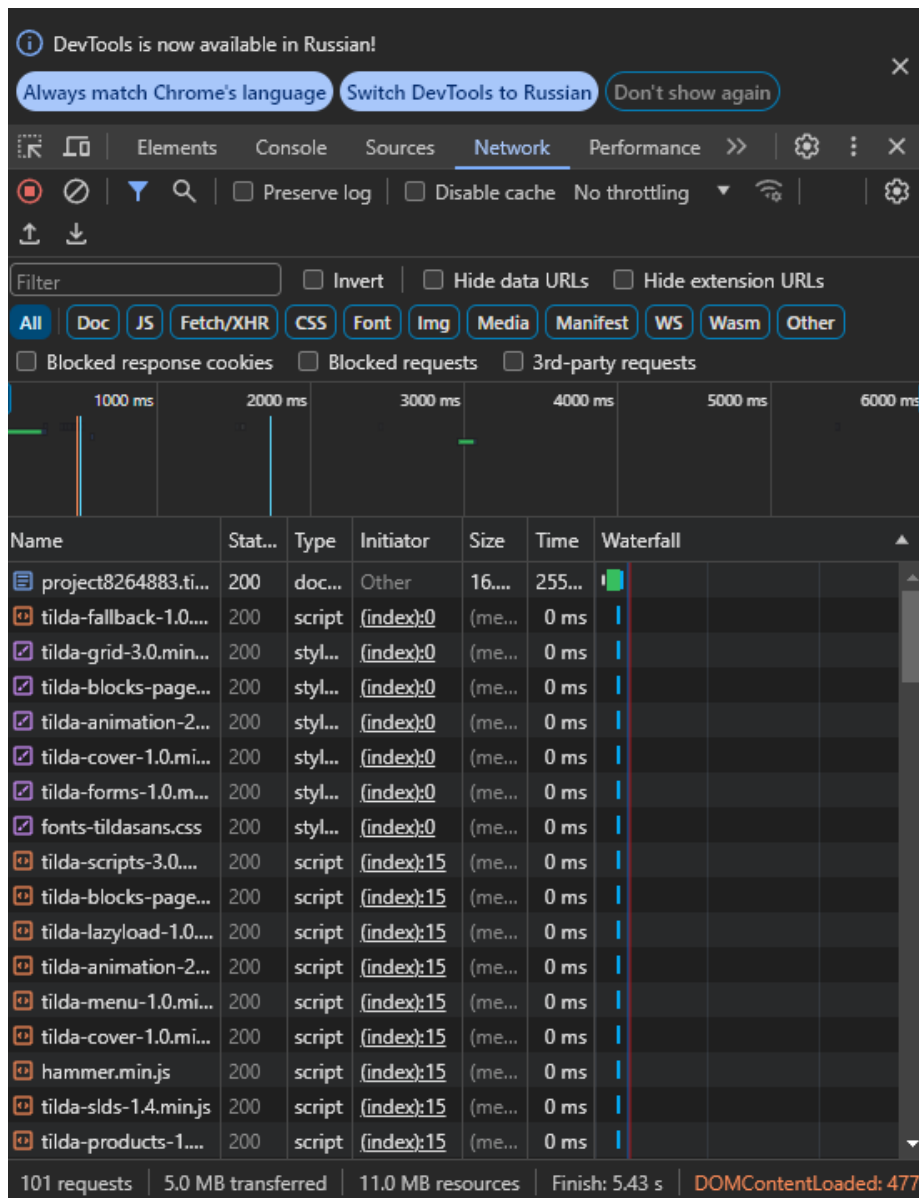 DevTools is now available in Russian!
Always match Chrome's language Switch DevTools to Russian Don't show again
Elements Console Sources Network Performance
Preserve log Disable cache No throttling
Filter Invert Hide data URLs Hide extension URLs
All Doc JS Fetch/XHR CSS Font Img Media Manifest WS Wasm Other
Blocked response cookies Blocked requests 3rd-party requests
1000 ms 2000 ms 3000 ms 4000 ms 5000 ms 6000 ms
Name Stat... Type Initiator Size Time Waterfall
project8264883.ti... 200 doc... Other 16.... 255...
tilda-fallback-1.0.... 200 script (index):0 (me... 0 ms
tilda-grid-3.0.min... 200 styl... (index):0 (me... 0 ms
tilda-blocks-page... 200 styl... (index):0 (me... 0 ms
tilda-animation-2... 200 styl... (index):0 (me... 0 ms
tilda-cover-1.0.mi... 200 styl... (index):0 (me... 0 ms
tilda-forms-1.0.m... 200 styl... (index):0 (me... 0 ms
fonts-tildasans.css 200 styl... (index):0 (me... 0 ms
tilda-scripts-3.0.... 200 script (index):15 (me... 0 ms
tilda-blocks-page... 200 script (index):15 (me... 0 ms
tilda-lazyload-1.0.... 200 script (index):15 (me... 0 ms
tilda-animation-2... 200 script (index):15 (me... 0 ms
tilda-menu-1.0.mi... 200 script (index):15 (me... 0 ms
tilda-cover-1.0.mi... 200 script (index):15 (me... 0 ms
hammer.min.js 200 script (index):15 (me... 0 ms
tilda-slds-1.4.min.js 200 script (index):15 (me... 0 ms
tilda-products-1.... 200 script (index):15 (me... 0 ms
101 requests 5.0 MB transferred 11.0 MB resources Finish: 5.43 s DOMContentLoaded: 477